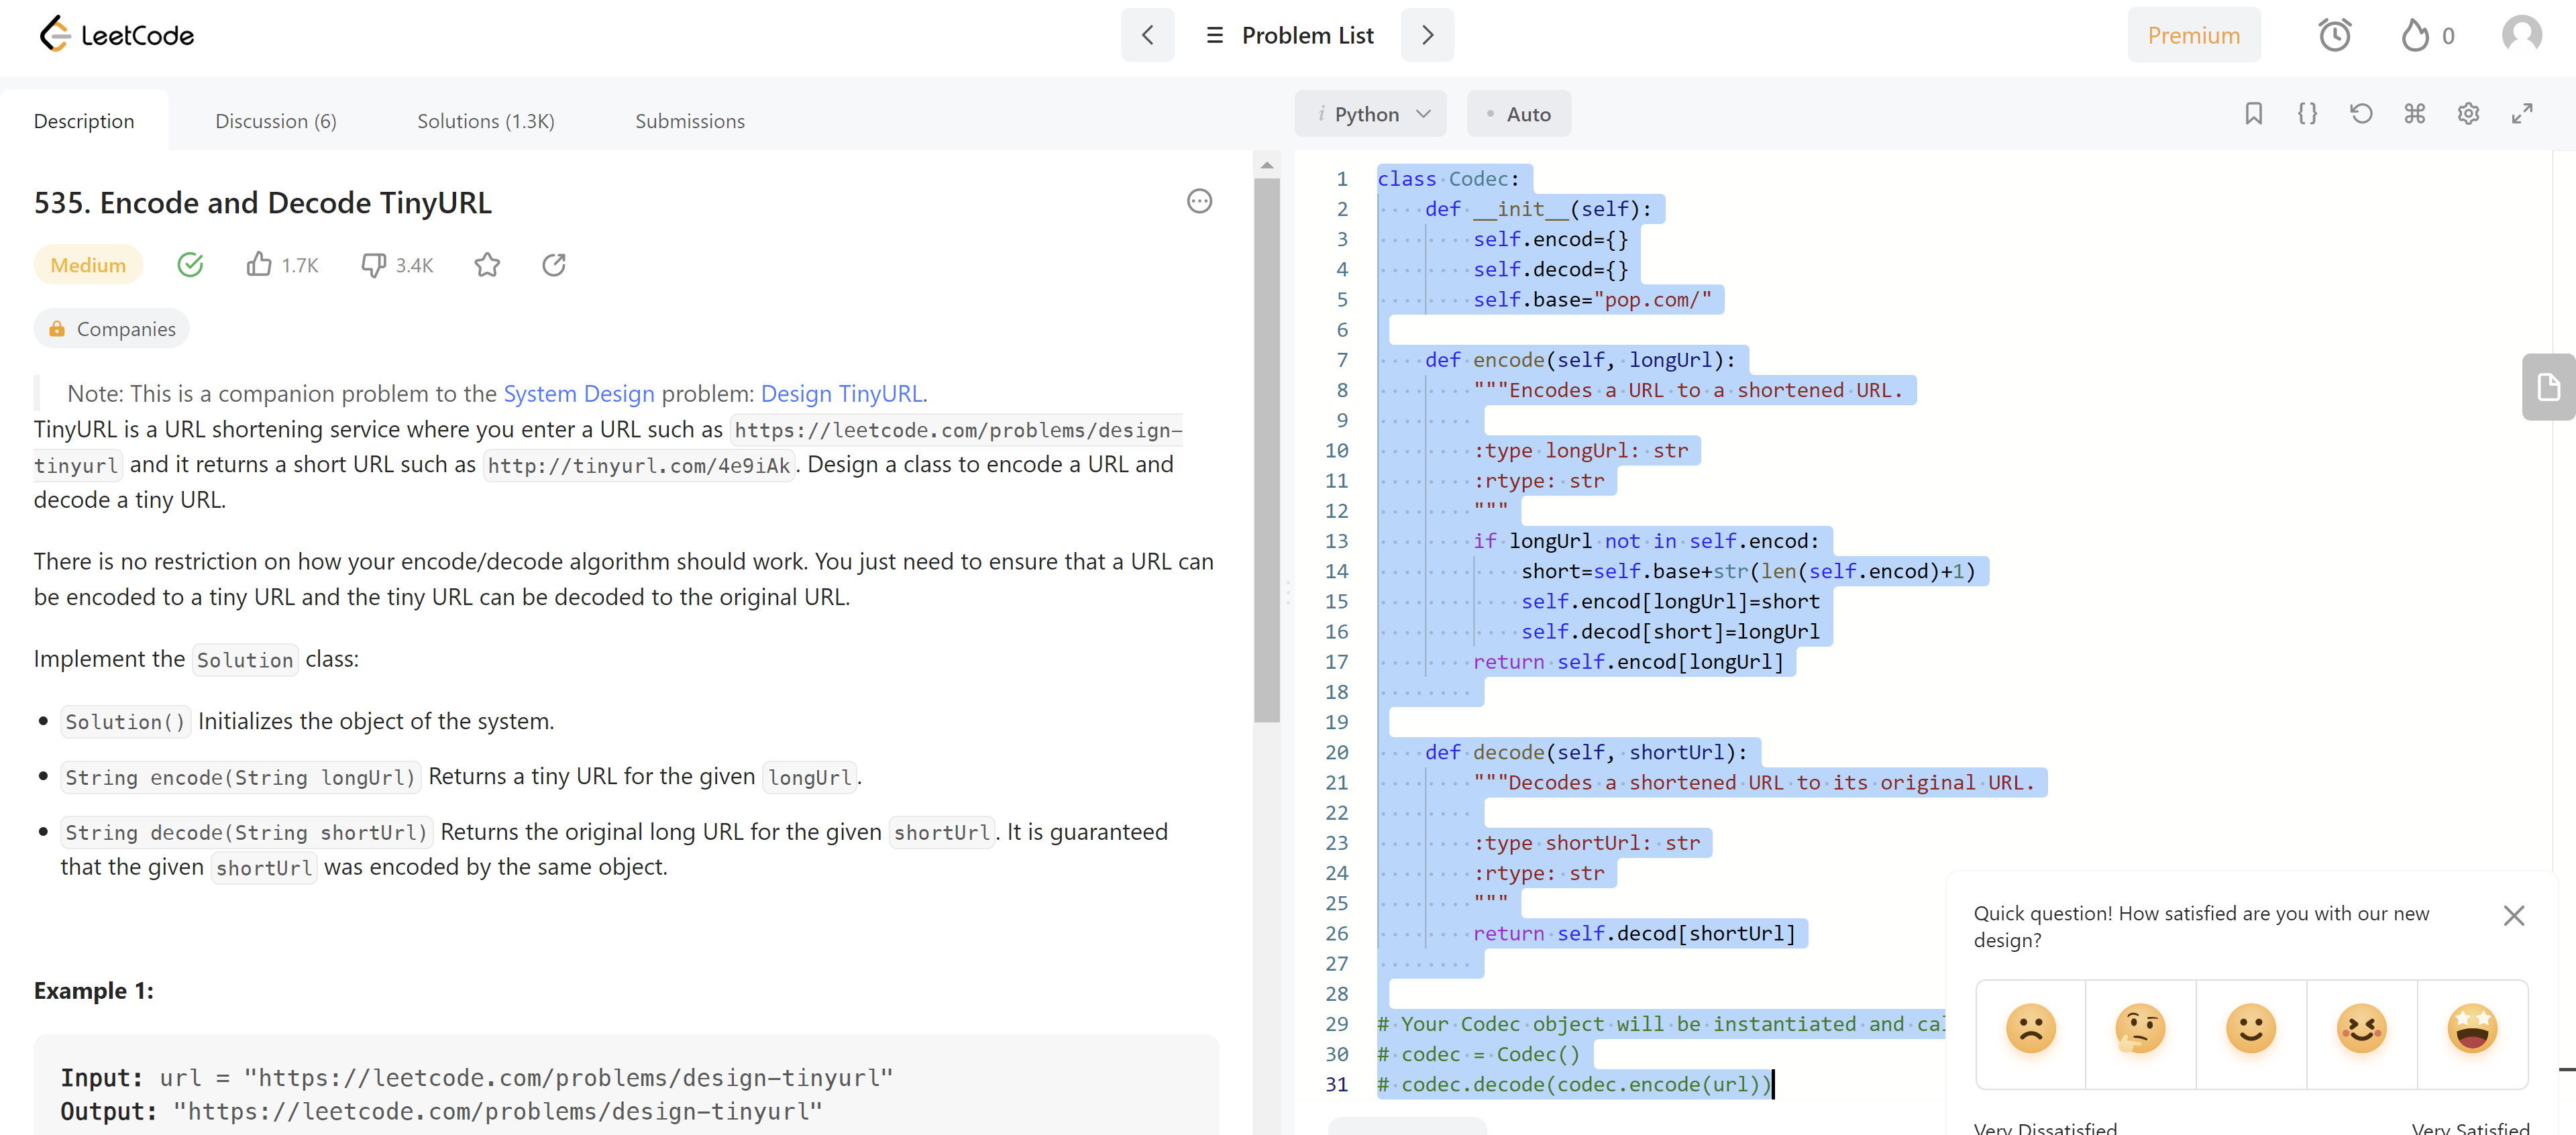 LeetCode
Problem List
Premium
0
Description
Discussion (6)
Solutions (1.3K)
Submissions
i Python
Auto
535. Encode and Decode TinyURL
Medium
1.7K
3.4K
Companies
Note: This is a companion problem to the System Design problem: Design TinyURL.
TinyURL is a URL shortening service where you enter a URL such as https://leetcode.com/problems/design-
tinyurl and it returns a short URL such as http://tinyurl.com/4e9iAk. Design a class to encode a URL and
decode a tiny URL.
There is no restriction on how your encode/decode algorithm should work. You just need to ensure that a URL can
be encoded to a tiny URL and the tiny URL can be decoded to the original URL.
Implement the Solution class:
Solution() Initializes the object of the system.
String encode(String longUrl) Returns a tiny URL for the given longUrl.
String decode(String shortUrl) Returns the original long URL for the given shortUrl. It is guaranteed
that the given shortUrl was encoded by the same object.
Example 1:
Input: url = "https://leetcode.com/problems/design-tinyurl"
Output: "https://leetcode.com/problems/design-tinyurl"
1 class Codec:
2 def __init__(self):
3 self.encod={}
4 self.decod={}
5 self.base="pop.com/"
6
7 def encode(self, longUrl):
8 """Encodes a URL to a shortened URL.
9
10 :type longUrl: str
11 :rtype: str
12 """
13 if longUrl not in self.encod:
14 short=self.base+str(len(self.encod)+1)
15 self.encod[longUrl]=short
16 self.decod[short]=longUrl
17 return self.encod[longUrl]
18
19
20 def decode(self, shortUrl):
21 """Decodes a shortened URL to its original URL.
22
23 :type shortUrl: str
24 :rtype: str
25 """
26 return self.decod[shortUrl]
27
28
29 # Your Codec object will be instantiated and cal
30 # codec = Codec()
31 # codec.decode(codec.encode(url))
Quick question! How satisfied are you with our new
design?
Very Dissatisfied
Very Satisfied